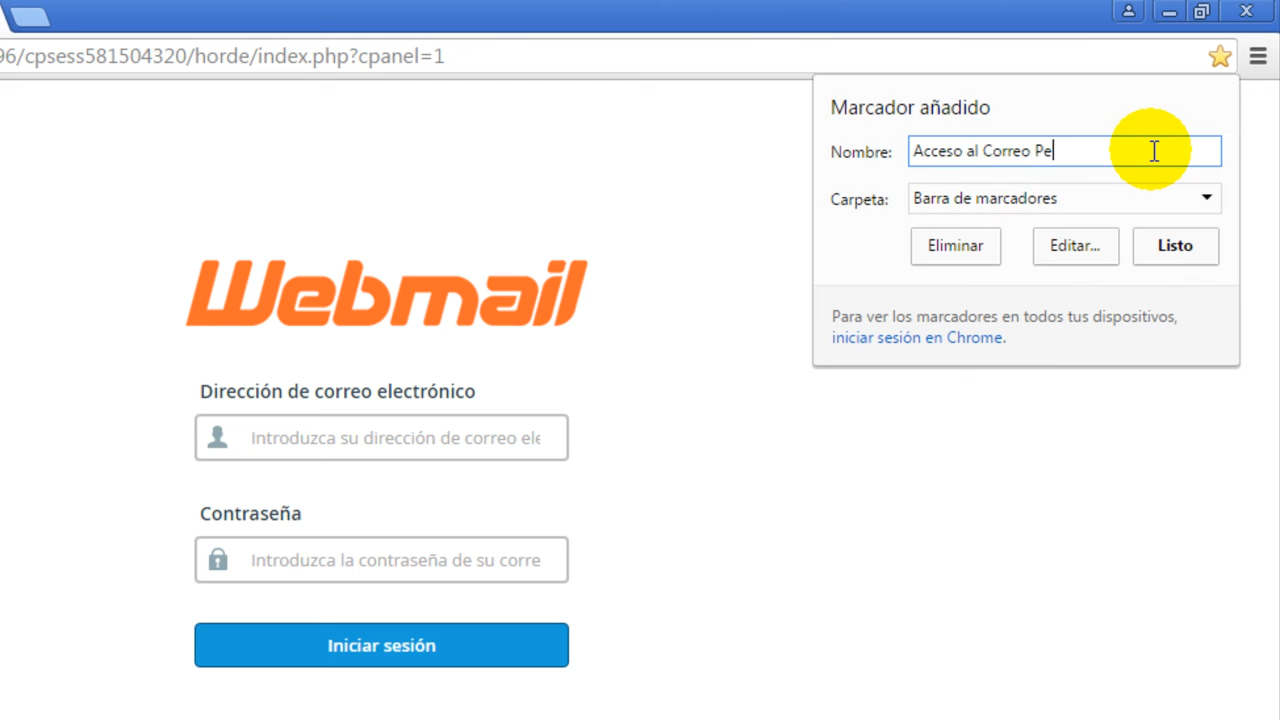 96/cpsess581504320/horde/index.php?cpanel=1
Marcador añadido
Nombre: Acceso al Correo Pe
Carpeta: Barra de marcadores
Eliminar Editar... Listo
Para ver los marcadores en todos tus dispositivos,
iniciar sesión en Chrome.
Webmail
Dirección de correo electrónico
Introduzca su dirección de correo ele
Contraseña
Introduzca la contraseña de su corre
Iniciar sesión